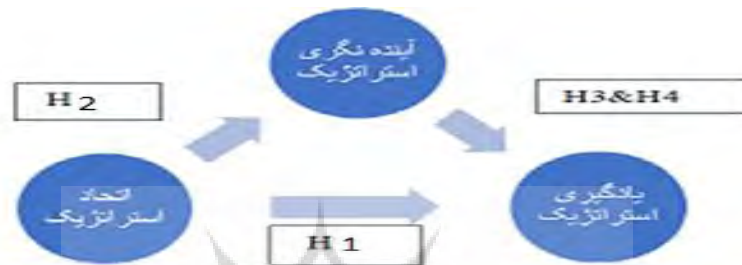 آینده نگری
استراتژیک
H 2
H3&H4
اتحاد
استراتژیک
یادگیری
استراتژیک
H 1